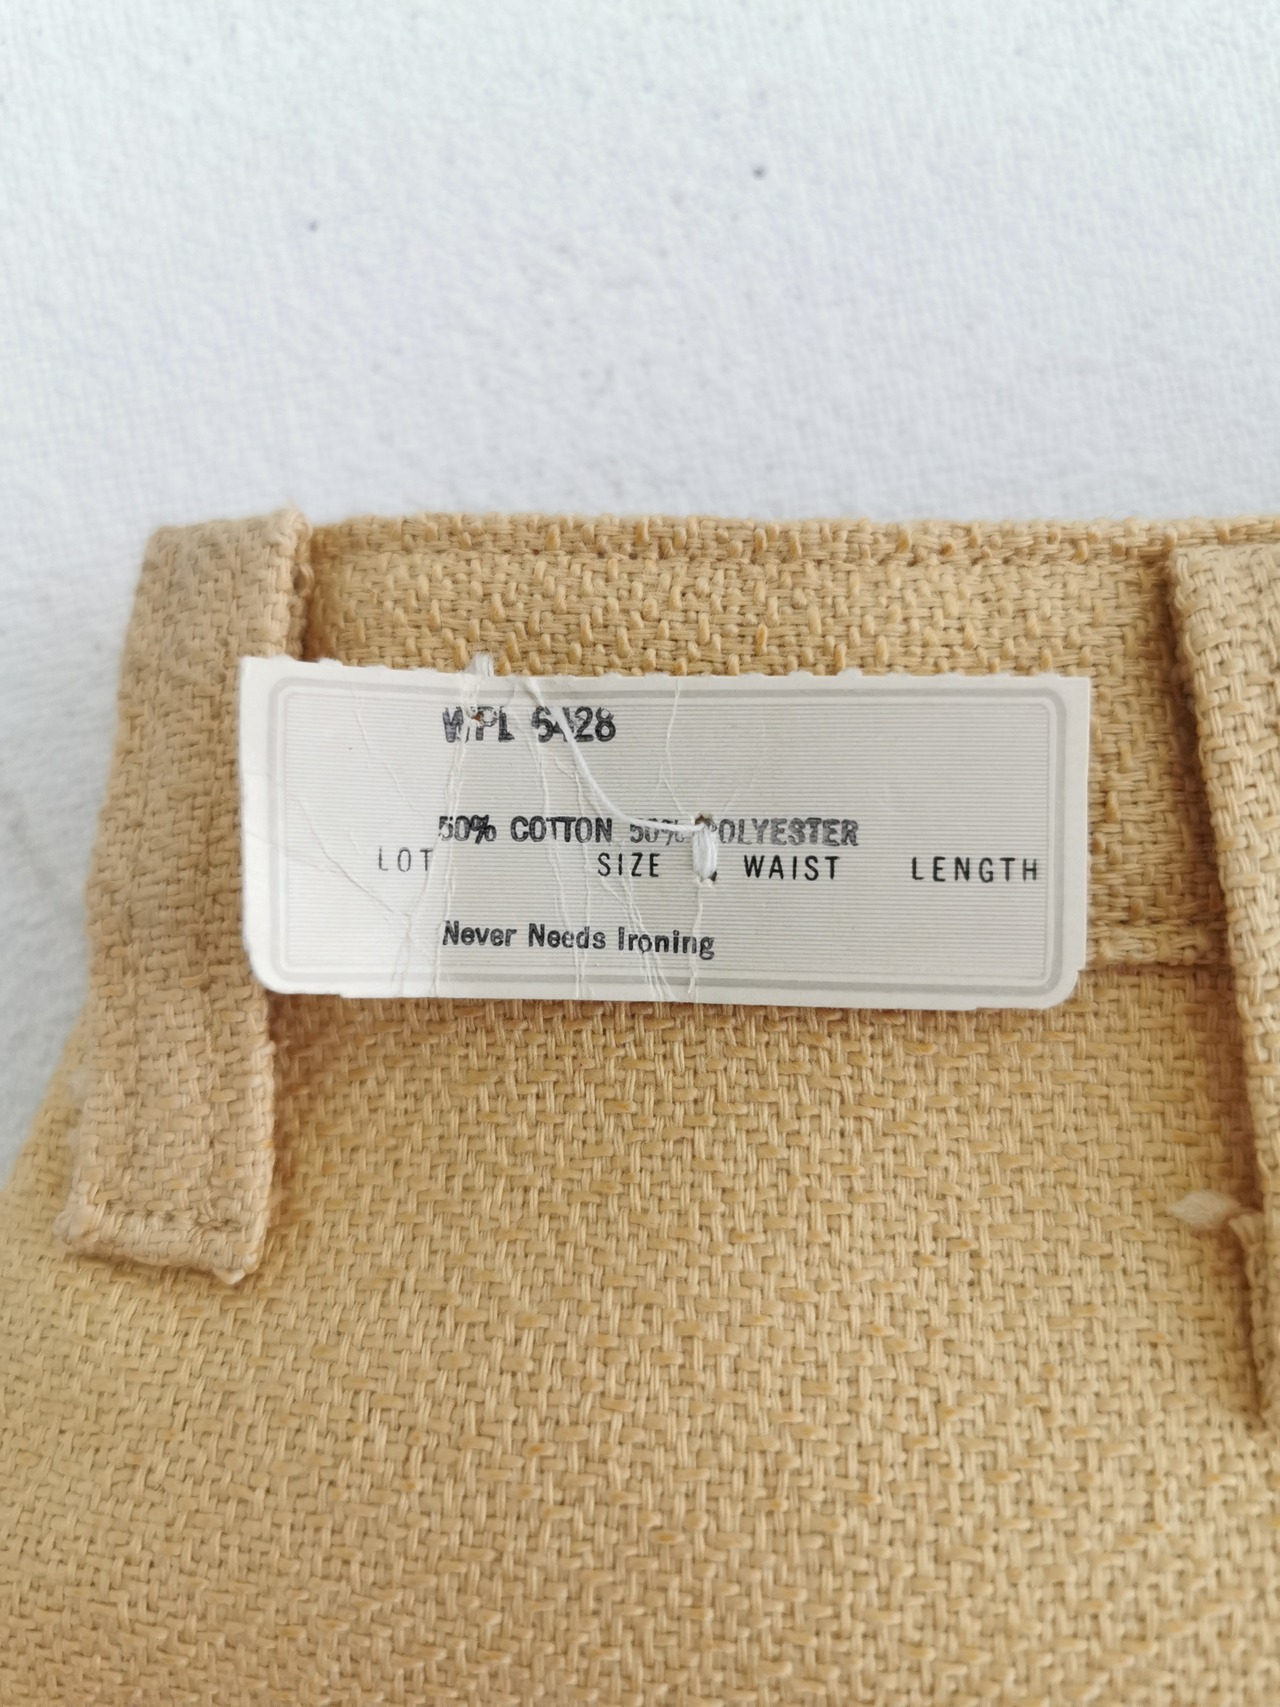 WPL 5428
50% COTTON 50% POLYESTER
LOT SIZE WAIST LENGTH
Never Needs Ironing